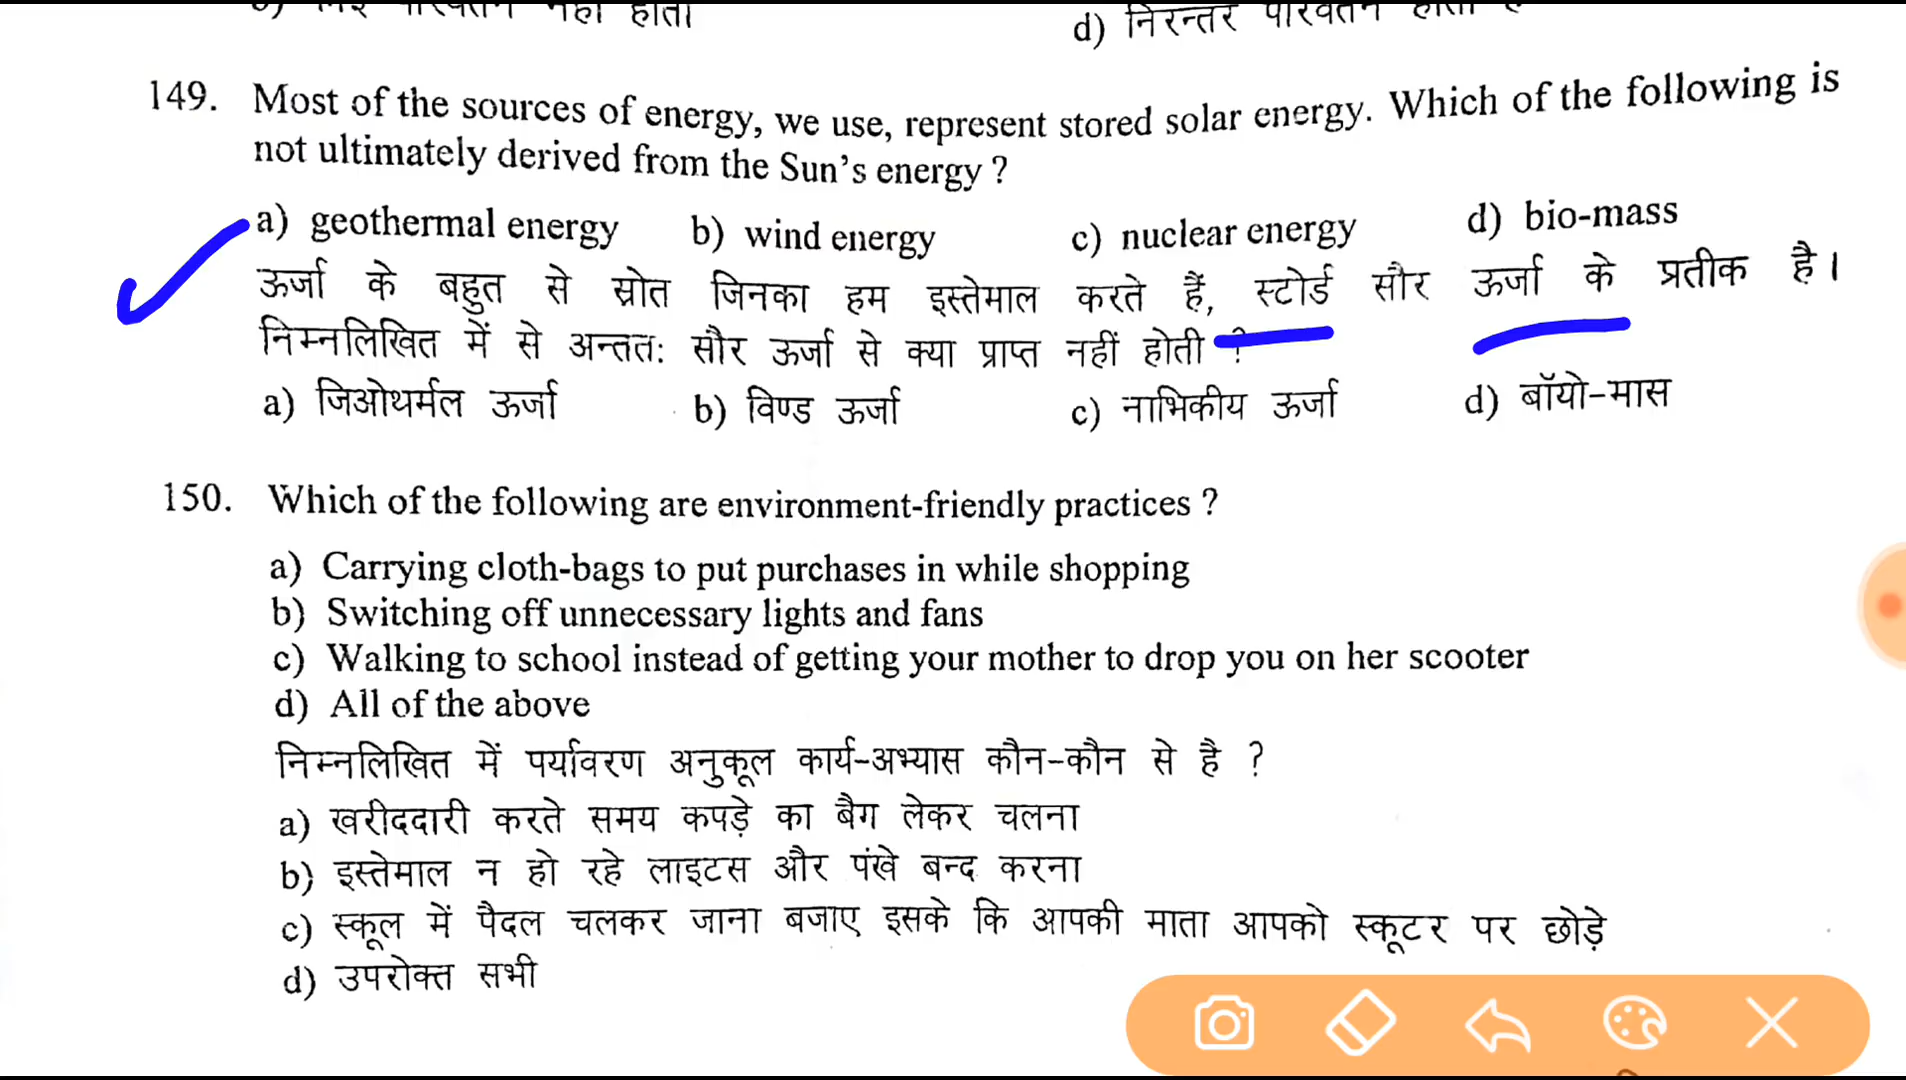 d) निरन्तर परिवर्तन होता
149. Most of the sources of energy, we use, represent stored solar energy. Which of the following is
not ultimately derived from the Sun's energy ?
a) geothermal energy b) wind energy c) nuclear energy d) bio-mass
ऊर्जा के बहुत से स्रोत जिनका हम इस्तेमाल करते हैं, स्टोर्ड सौर ऊर्जा के प्रतीक है।
निम्नलिखित में से अन्ततः सौर ऊर्जा से क्या प्राप्त नहीं होती ?
a) जिओथर्मल ऊर्जा b) विण्ड ऊर्जा c) नाभिकीय ऊर्जा d) बॉयो-मास
150. Which of the following are environment-friendly practices ?
a) Carrying cloth-bags to put purchases in while shopping
b) Switching off unnecessary lights and fans
c) Walking to school instead of getting your mother to drop you on her scooter
d) All of the above
निम्नलिखित में पर्यावरण अनुकूल कार्य-अभ्यास कौन-कौन से है ?
a) खरीददारी करते समय कपड़े का बैग लेकर चलना
b) इस्तेमाल न हो रहे लाइटस और पंखे बन्द करना
c) स्कूल में पैदल चलकर जाना बजाए इसके कि आपकी माता आपको स्कूटर पर छोड़े
d) उपरोक्त सभी